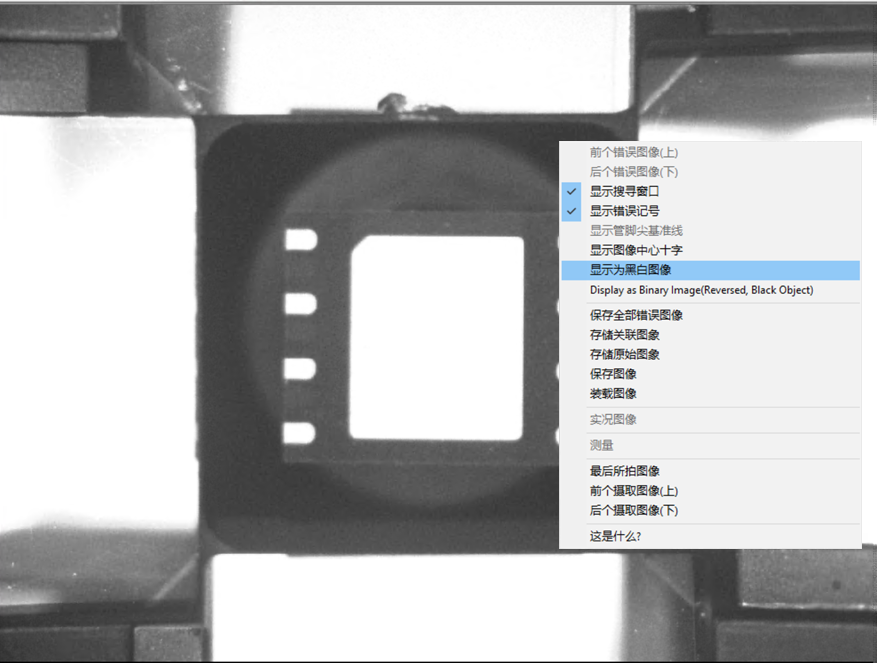 前个错误图像(上)
后个错误图像(下)
显示搜寻窗口
显示错误记号
显示管脚尖基准线
显示图像中心十字
显示为黑白图像
Display as Binary Image(Reversed, Black Object)
保存全部错误图像
存储关联图象
存储原始图象
保存图像
装载图像
实况图像
测量
最后所拍图像
前个摄取图像(上)
后个摄取图像(下)
这是什么?